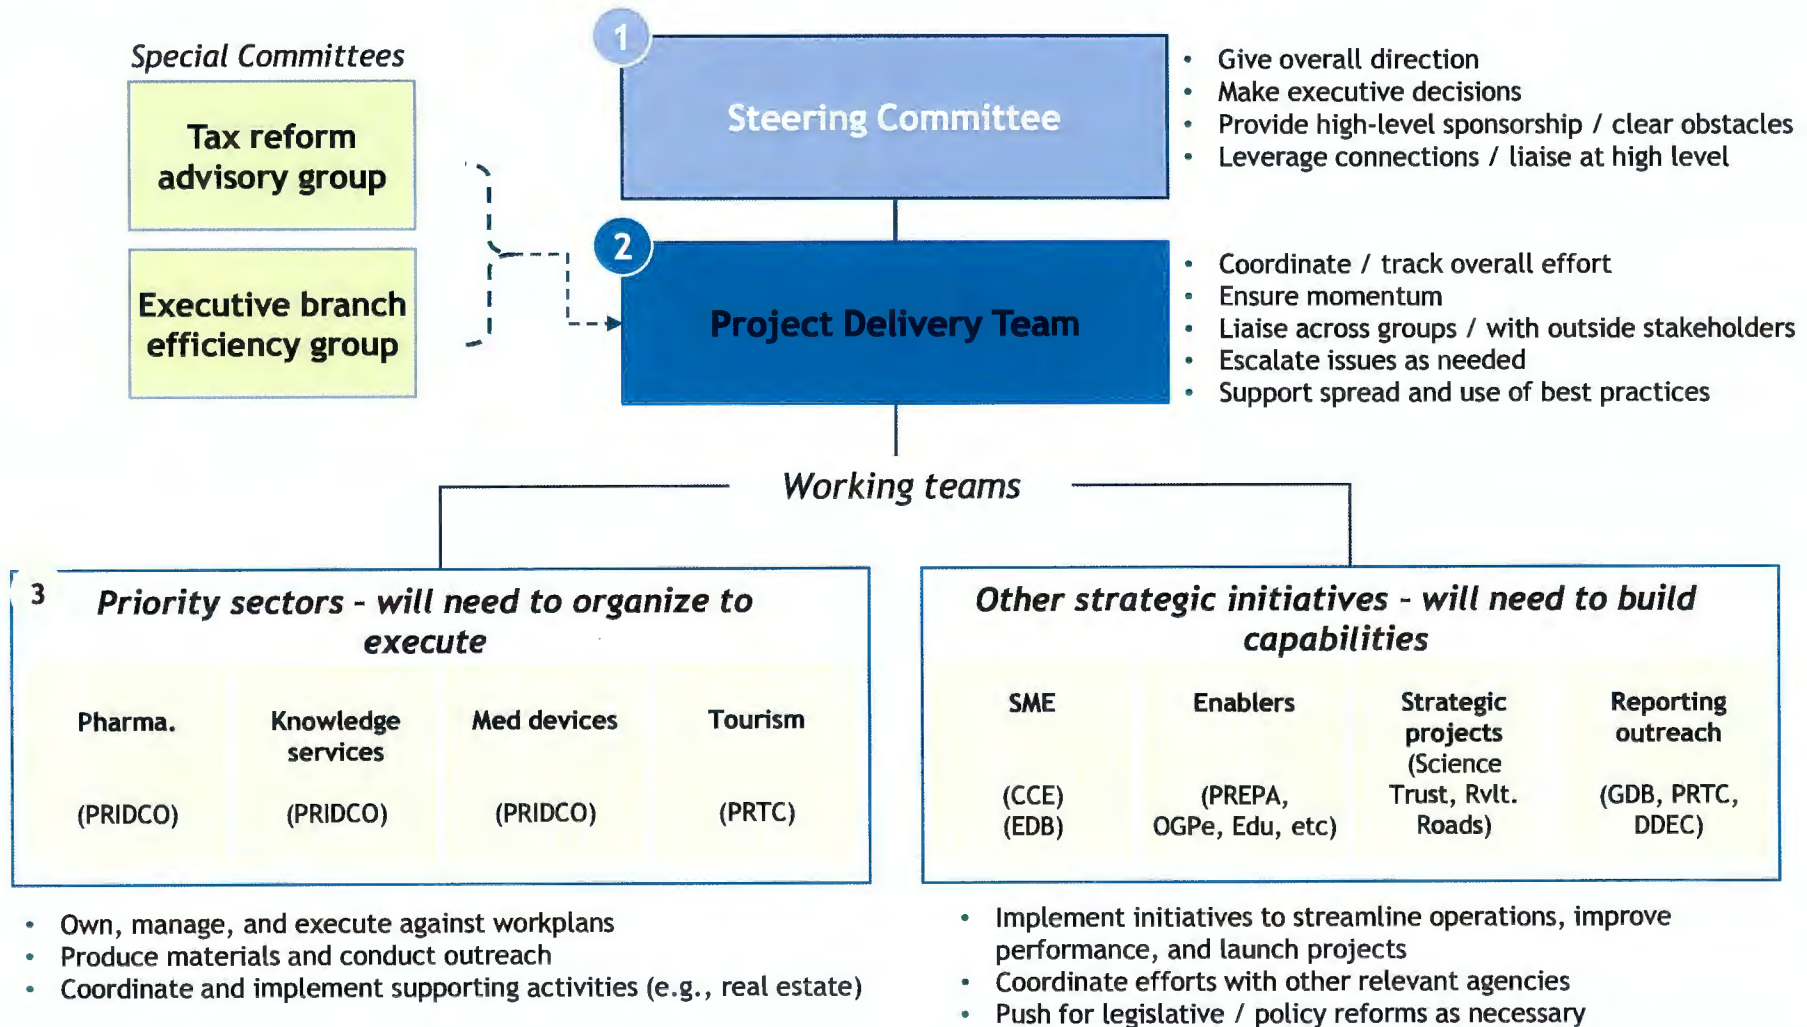 Special Committees
Tax reform
advisory group
Executive branch
efficiency group
1
Steering Committee
• Give overall direction
• Make executive decisions
• Provide high-level sponsorship / clear obstacles
• Leverage connections / liaise at high level
2
Project Delivery Team
• Coordinate / track overall effort
• Ensure momentum
• Liaise across groups / with outside stakeholders
• Escalate issues as needed
• Support spread and use of best practices
Working teams
3
Priority sectors - will need to organize to
execute
Pharma.
(PRIDCO)
Knowledge
services
(PRIDCO)
Med devices
(PRIDCO)
Tourism
(PRTC)
• Own, manage, and execute against workplans
• Produce materials and conduct outreach
• Coordinate and implement supporting activities (e.g., real estate)
Other strategic initiatives - will need to build
capabilities
SME
(CCE)
(EDB)
Enablers
(PREPA,
OGPe, Edu, etc)
Strategic
projects
(Science
Trust, Rvlt.
Roads)
Reporting
outreach
(GDB, PRTC,
DDEC)
• Implement initiatives to streamline operations, improve
performance, and launch projects
• Coordinate efforts with other relevant agencies
• Push for legislative / policy reforms as necessary